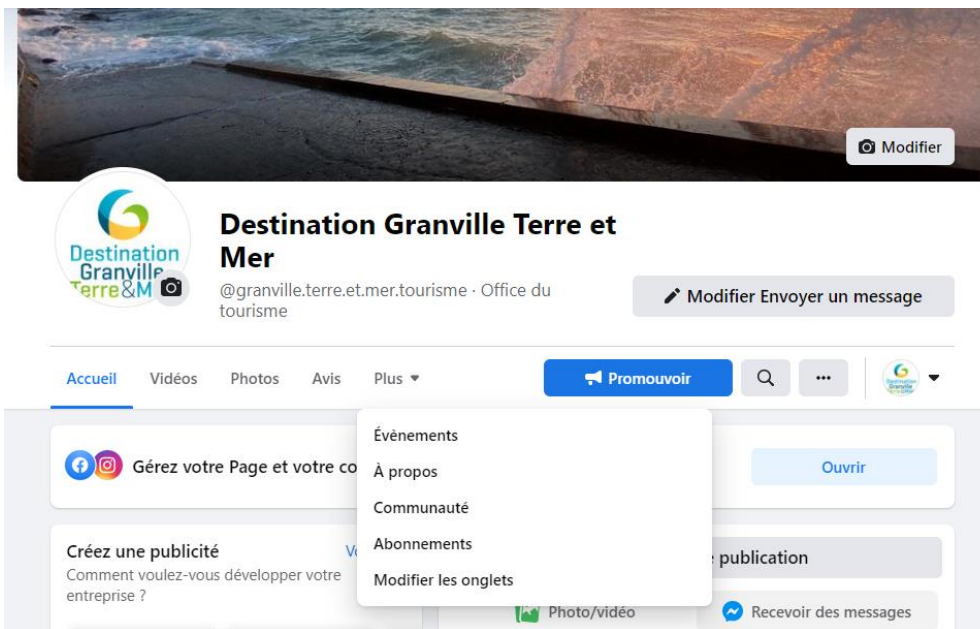 Modifier
Destination
Granville
Terre&M
Destination Granville Terre et
Mer
@granville.terre.et.mer.tourisme · Office du
tourisme
Modifier Envoyer un message
Accueil Vidéos Photos Avis Plus Promouvoir
Évènements
Gérez votre Page et votre co
Ouvrir
À propos
Communauté
Abonnements
Modifier les onglets
Créez une publicité
Comment voulez-vous développer votre
entreprise ?
publication
Photo/vidéo
Recevoir des messages